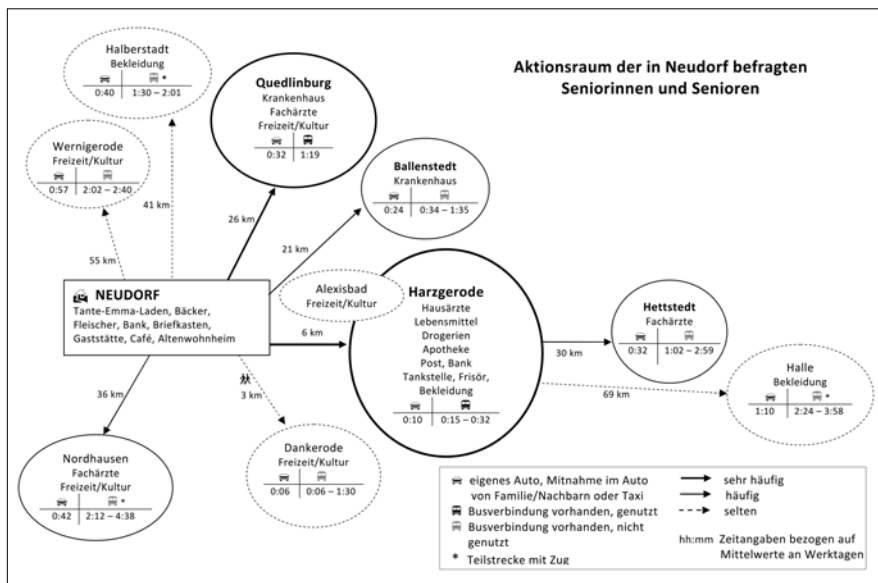 Aktionsraum der in Neudorf befragten
Seniorinnen und Senioren
Halberstadt
Bekleidung
*
0:40 1:30 – 2:01
Quedlinburg
Krankenhaus
Fachärzte
Freizeit/Kultur
0:32 1:19
Wernigerode
Freizeit/Kultur
0:57 2:02 – 2:40
Ballenstedt
Krankenhaus
0:24 0:34 – 1:35
41 km
26 km
21 km
55 km
NEUDORF
Tante-Emma-Laden, Bäcker,
Fleischer, Bank, Briefkasten,
Gaststätte, Café, Altenwohnheim
Alexisbad
Freizeit/Kultur
6 km
Harzgerode
Hausärzte
Lebensmittel
Drogerien
Apotheke
Post, Bank
Tankstelle, Frisör,
Bekleidung
0:10 0:15 – 0:32
Hettstedt
Fachärzte
0:32 1:02 – 2:59
30 km
Halle
Bekleidung
*
1:10 2:24 – 3:58
69 km
36 km
3 km
Nordhausen
Fachärzte
Freizeit/Kultur
*
0:42 2:12 – 4:38
Dankerode
Freizeit/Kultur
0:06 0:06 – 1:30
eigenes Auto, Mitnahme im Auto
von Familie/Nachbarn oder Taxi
Busverbindung vorhanden, genutzt
Busverbindung vorhanden, nicht
genutzt
* Teilstrecke mit Zug
sehr häufig
häufig
selten
hh:mm Zeitangaben bezogen auf
Mittelwerte an Werktagen